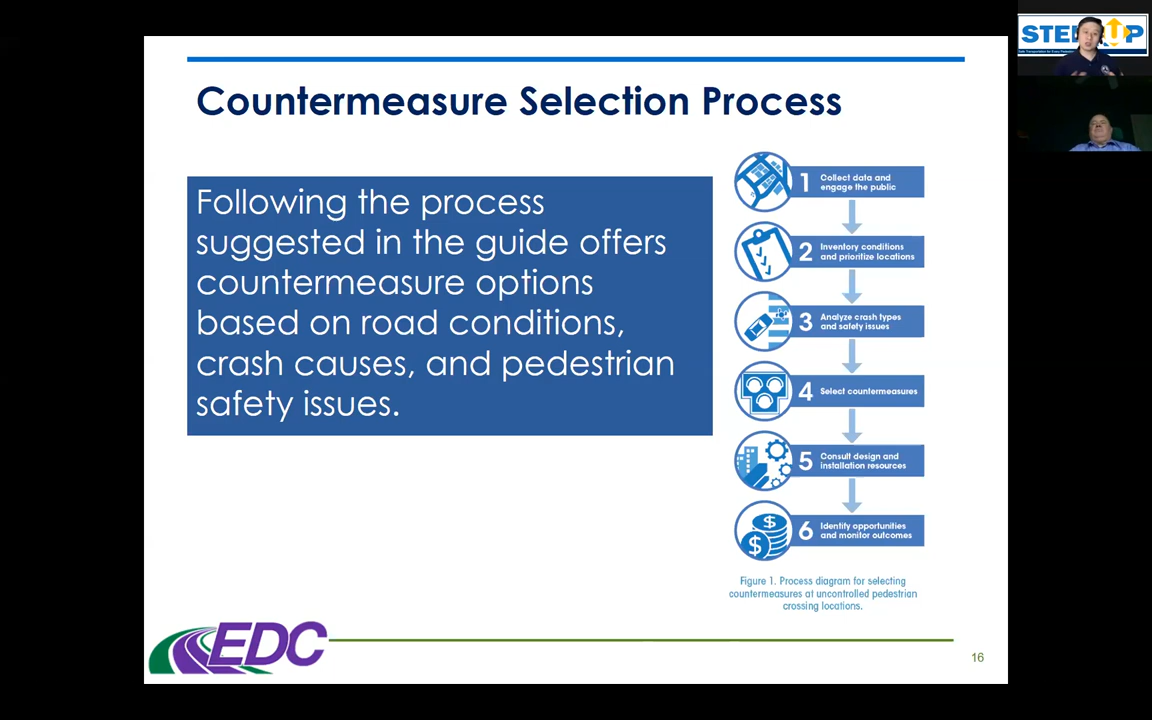 Countermeasure Selection Process
Following the process
suggested in the guide offers
countermeasure options
based on road conditions,
crash causes, and pedestrian
safety issues.
1 Collect data and
engage the public
2 Inventory conditions
and prioritize locations
3 Analyze crash types
and safety issues
4 Select countermeasures
5 Consult design and
installation resources
6 Identify opportunities
and monitor outcomes
Figure 1. Process diagram for selecting
countermeasures at uncontrolled pedestrian
crossing locations.
EDC
16
UP